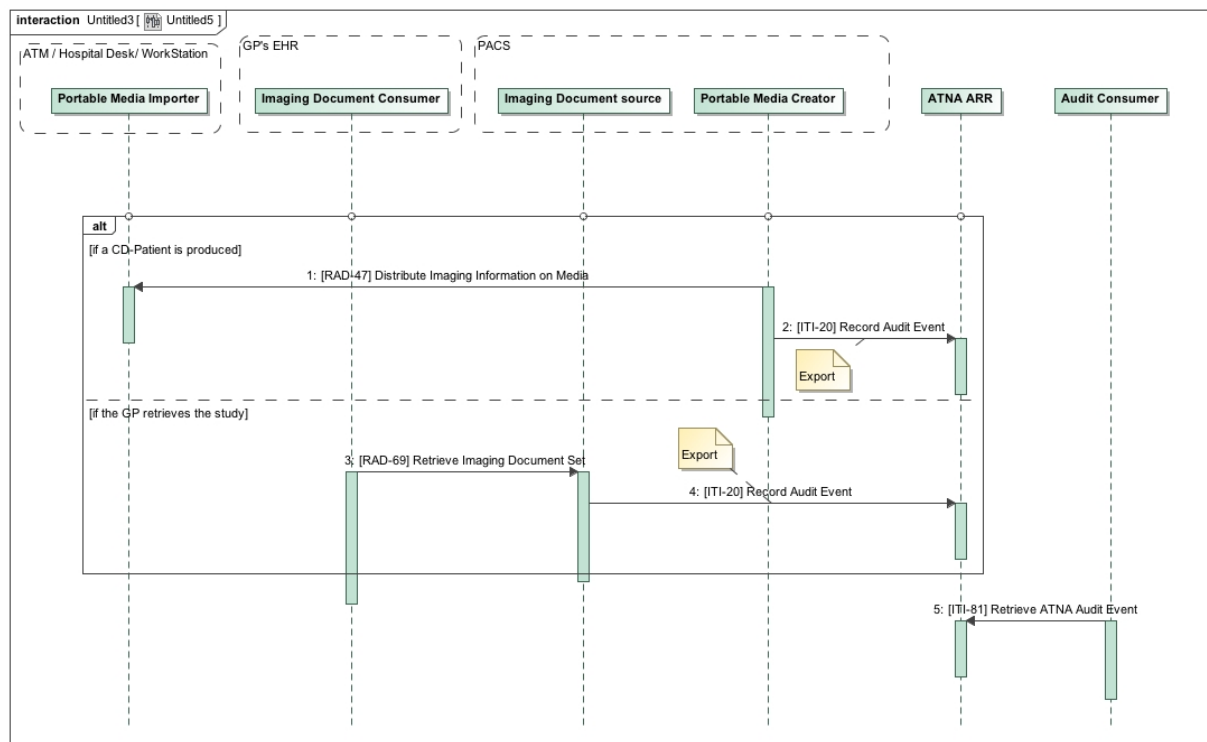 interaction Untitled3 [ Untitled5 ]
ATM / Hospital Desk/ WorkStation
GP's EHR
PACS
Portable Media Importer
Imaging Document Consumer
Imaging Document source
Portable Media Creator
ATNA ARR
Audit Consumer
alt
[if a CD-Patient is produced]
1: [RAD-47] Distribute Imaging Information on Media
2: [ITI-20] Record Audit Event
Export
[if the GP retrieves the study]
Export
3: [RAD-69] Retrieve Imaging Document Set
4: [ITI-20] Record Audit Event
5: [ITI-81] Retrieve ATNA Audit Event